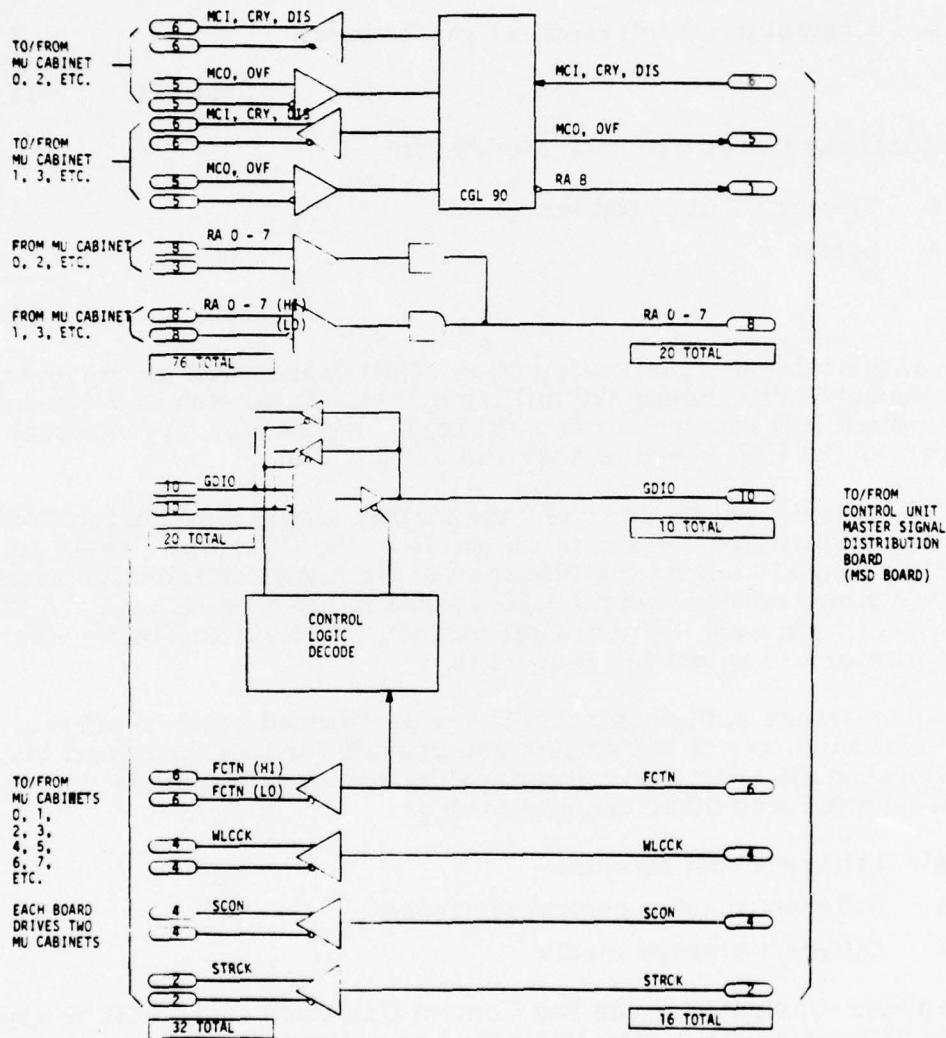 TO/FROM
MU CABINET
0, 2, ETC.
6 MCI, CRY, DIS
6
5 MCO, OVF
5
TO/FROM
MU CABINET
1, 3, ETC.
6 MCI, CRY, DIS
6
5 MCO, OVF
5
CGL 90
MCI, CRY, DIS 6
MCO, OVF 5
RA 8 1
FROM MU CABINET
0, 2, ETC.
8 RA 0 - 7
FROM MU CABINET
1, 3, ETC.
8 RA 0 - 7 (HI)
8 (LO)
RA 0 - 7 8
76 TOTAL
20 TOTAL
10 GDIO
10
GDIO 10
20 TOTAL
10 TOTAL
TO/FROM
CONTROL UNIT
MASTER SIGNAL
DISTRIBUTION
BOARD
(MSD BOARD)
CONTROL
LOGIC
DECODE
TO/FROM
MU CABINETS
0, 1,
2, 3,
4, 5,
6, 7,
ETC.
6 FCTN (HI)
6 FCTN (LO)
FCTN 6
4 WLCCK
4
WLCCK 4
EACH BOARD
DRIVES TWO
MU CABINETS
4 SCON
4
SCON 4
2 STRCK
2
STRCK 2
32 TOTAL
16 TOTAL